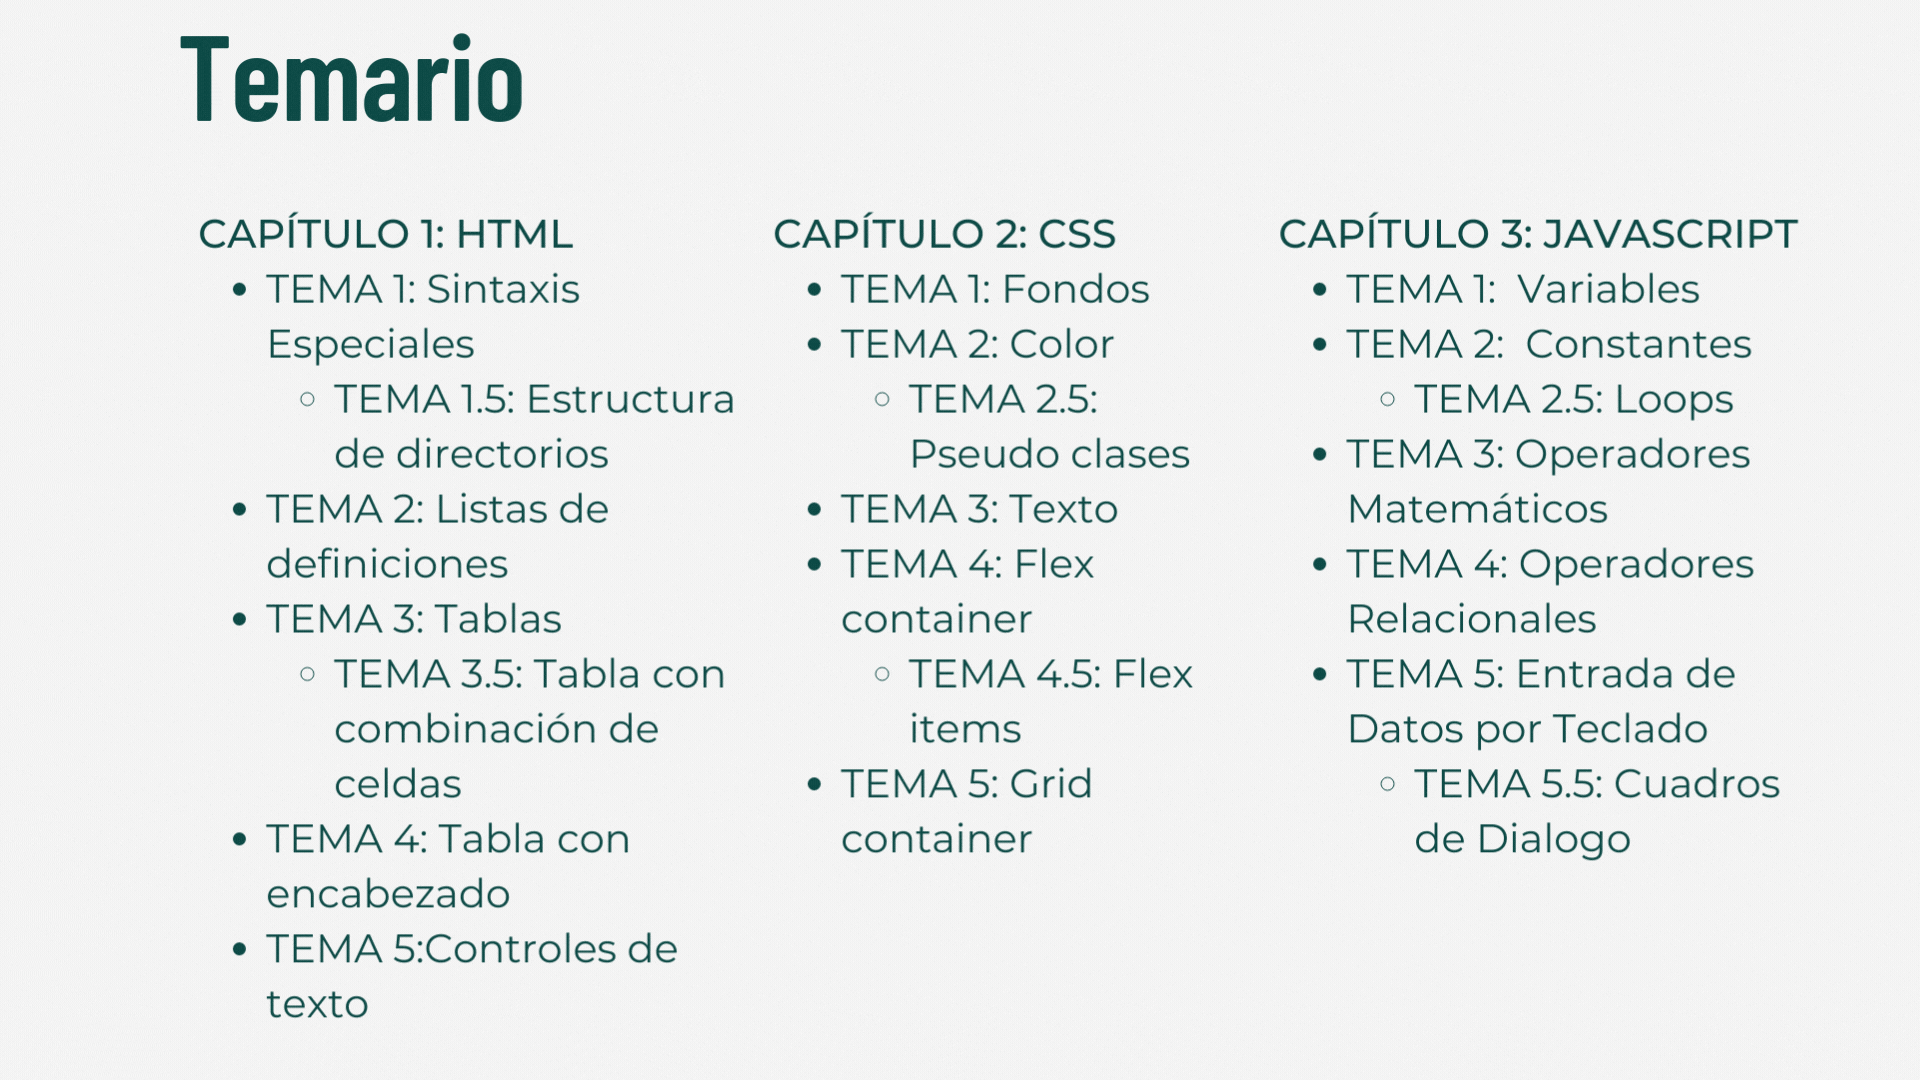 Temario
CAPÍTULO 1: HTML
TEMA 1: Sintaxis
Especiales
TEMA 1.5: Estructura
de directorios
TEMA 2: Listas de
definiciones
TEMA 3: Tablas
TEMA 3.5: Tabla con
combinación de
celdas
TEMA 4: Tabla con
encabezado
TEMA 5:Controles de
texto
CAPÍTULO 2: CSS
TEMA 1: Fondos
TEMA 2: Color
TEMA 2.5:
Pseudo clases
TEMA 3: Texto
TEMA 4: Flex
container
TEMA 4.5: Flex
items
TEMA 5: Grid
container
CAPÍTULO 3: JAVASCRIPT
TEMA 1:  Variables
TEMA 2:  Constantes
TEMA 2.5: Loops
TEMA 3: Operadores
Matemáticos
TEMA 4: Operadores
Relacionales
TEMA 5: Entrada de
Datos por Teclado
TEMA 5.5: Cuadros
de Dialogo